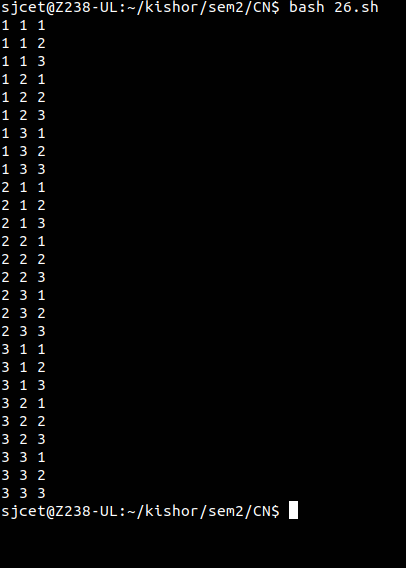 sjcet@Z238-UL:~/kishor/sem2/CN$ bash 26.sh
1 1 1
1 1 2
1 1 3
1 2 1
1 2 2
1 2 3
1 3 1
1 3 2
1 3 3
2 1 1
2 1 2
2 1 3
2 2 1
2 2 2
2 2 3
2 3 1
2 3 2
2 3 3
3 1 1
3 1 2
3 1 3
3 2 1
3 2 2
3 2 3
3 3 1
3 3 2
3 3 3
sjcet@Z238-UL:~/kishor/sem2/CN$